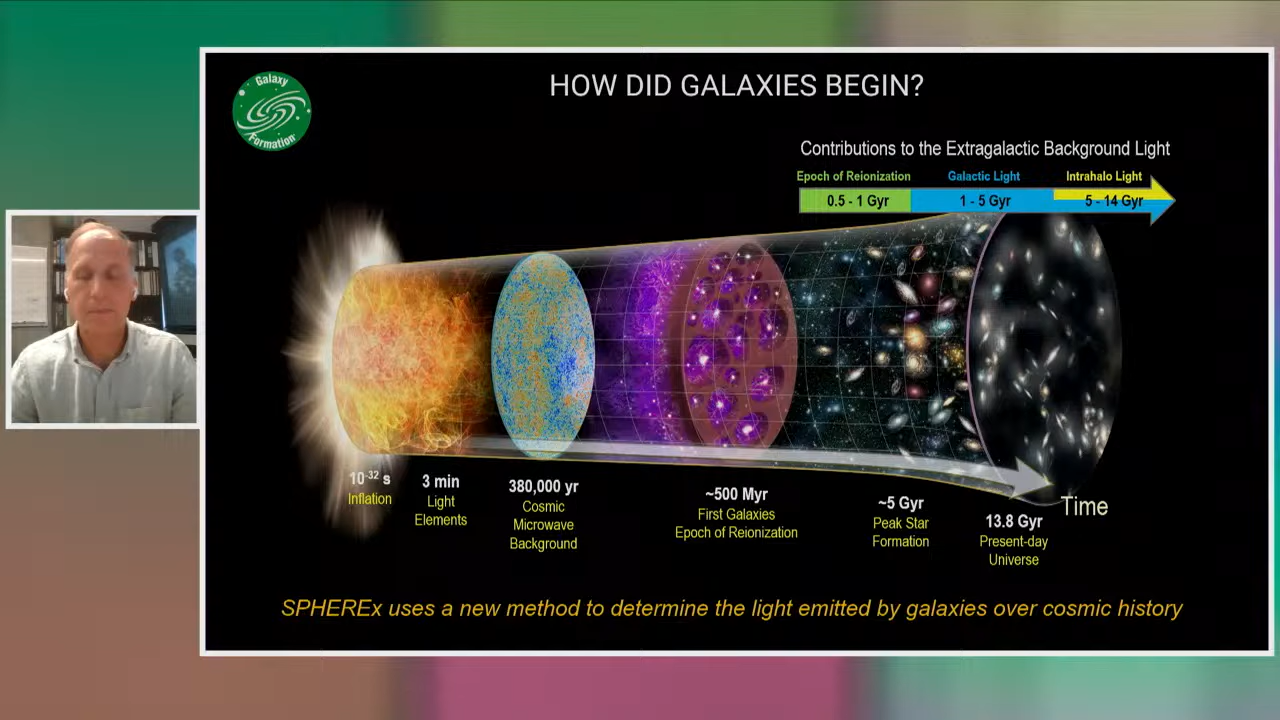 Galaxy
Formation
HOW DID GALAXIES BEGIN?
Contributions to the Extragalactic Background Light
Epoch of Reionization
Galactic Light
Intrahalo Light
0.5 - 1 Gyr
1 - 5 Gyr
5 - 14 Gyr
10⁻³² s
Inflation
3 min
Light
Elements
380,000 yr
Cosmic
Microwave
Background
~500 Myr
First Galaxies
Epoch of Reionization
~5 Gyr
Peak Star
Formation
13.8 Gyr
Present-day
Universe
Time
SPHEREx uses a new method to determine the light emitted by galaxies over cosmic history